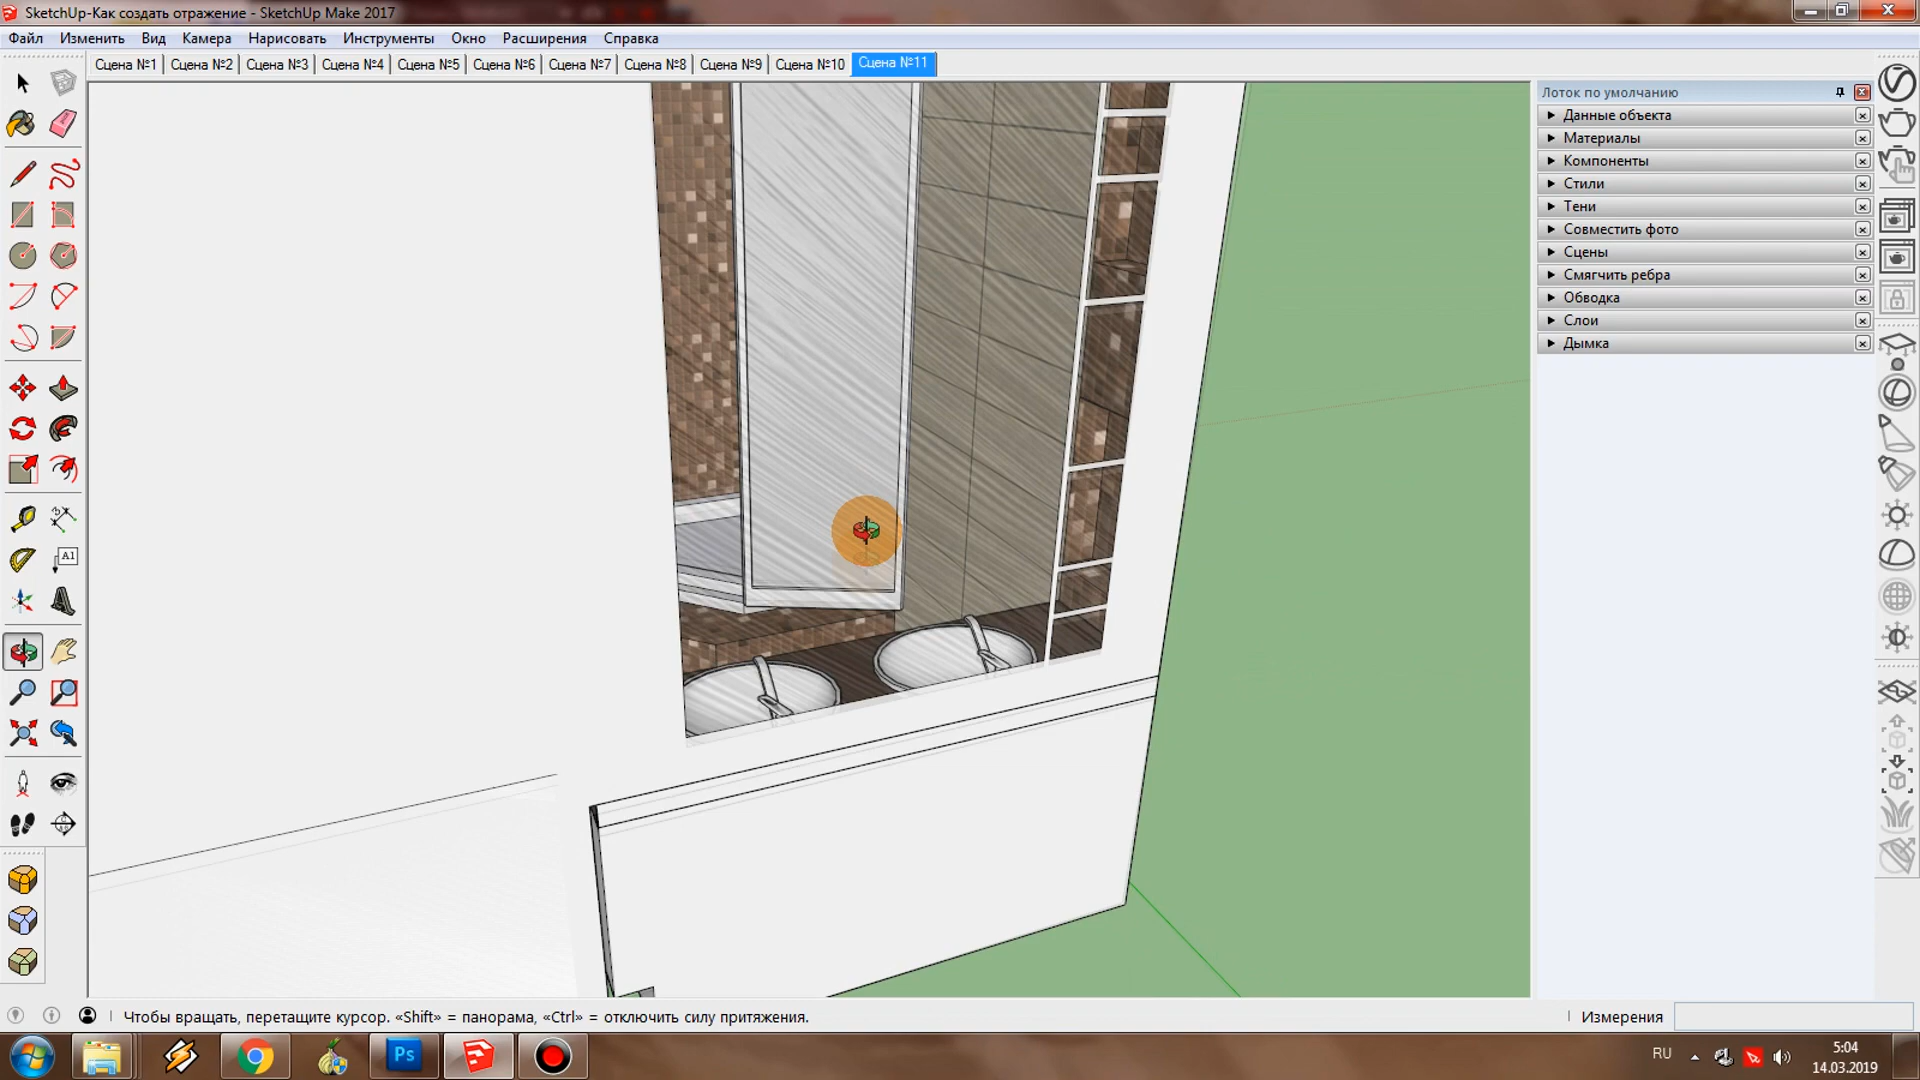 SketchUp-Как создать отражение - SketchUp Make 2017
Файл Изменить Вид Камера Нарисовать Инструменты Окно Расширения Справка
Сцена №1 Сцена №2 Сцена №3 Сцена №4 Сцена №5 Сцена №6 Сцена №7 Сцена №8 Сцена №9 Сцена №10 Сцена №11
Лоток по умолчанию
Данные объекта
Материалы
Компоненты
Стили
Тени
Совместить фото
Сцены
Смягчить ребра
Обводка
Слои
Дымка
A1
Чтобы вращать, перетащите курсор. «Shift» = панорама, «Ctrl» = отключить силу притяжения.
Измерения
Ps
RU
5:04
14.03.2019